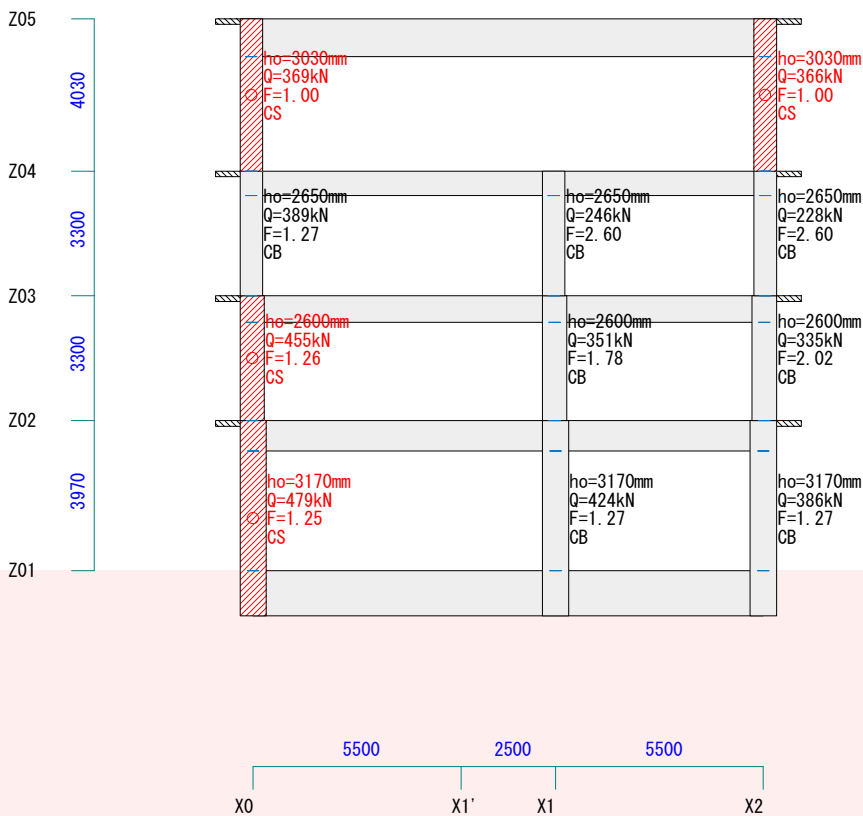 Z05
4030
ho=3030mm
Q=369kN
F=1.00
CS
ho=3030mm
Q=366kN
F=1.00
CS
Z04
3300
ho=2650mm
Q=389kN
F=1.27
CB
ho=2650mm
Q=246kN
F=2.60
CB
ho=2650mm
Q=228kN
F=2.60
CB
Z03
3300
ho=2600mm
Q=455kN
F=1.26
CS
ho=2600mm
Q=351kN
F=1.78
CB
ho=2600mm
Q=335kN
F=2.02
CB
Z02
3970
ho=3170mm
Q=479kN
F=1.25
CS
ho=3170mm
Q=424kN
F=1.27
CB
ho=3170mm
Q=386kN
F=1.27
CB
Z01
5500 2500 5500
X0 X1' X1 X2